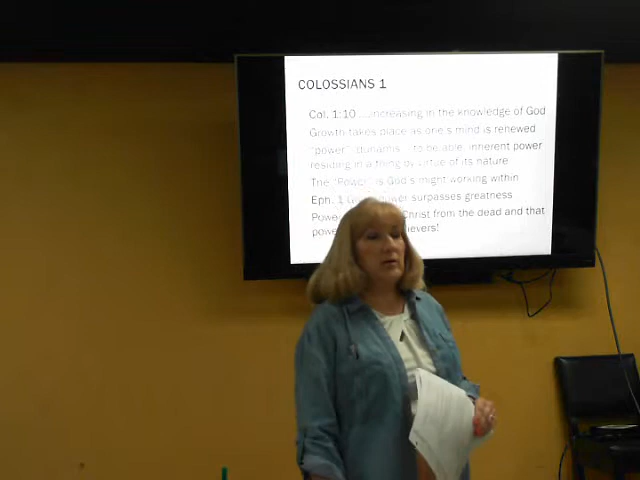 COLOSSIANS 1
Col. 1:10 ....increasing in the knowledge of God
Growth takes place as one's mind is renewed
"power" dunamis to be able, inherent power
residing in a thing by virtue of its nature
The "Power" is God's might working within
Eph. 1 power surpasses greatness
Christ from the dead and that